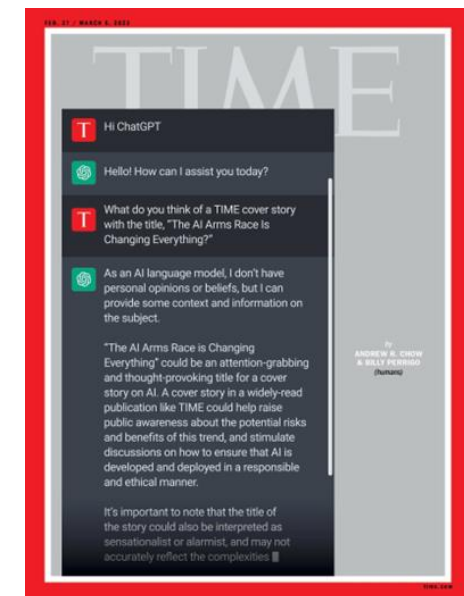 FEB. 27 / MARCH 6, 2023
TIME
T Hi ChatGPT
Hello! How can I assist you today?
T What do you think of a TIME cover story
with the title, "The AI Arms Race Is
Changing Everything?"
As an AI language model, I don't have
personal opinions or beliefs, but I can
provide some context and information on
the subject.
"The AI Arms Race is Changing
Everything" could be an attention-grabbing
and thought-provoking title for a cover
story on AI. A cover story in a widely-read
publication like TIME could help raise
public awareness about the potential risks
and benefits of this trend, and stimulate
discussions on how to ensure that AI is
developed and deployed in a responsible
and ethical manner.
It's important to note that the title of
the story could also be interpreted as
sensationalist or alarmist, and may not
accurately reflect the complexities
by
ANDREW R. CHOW
& BILLY PERRIGO
(humans)
TIME.COM